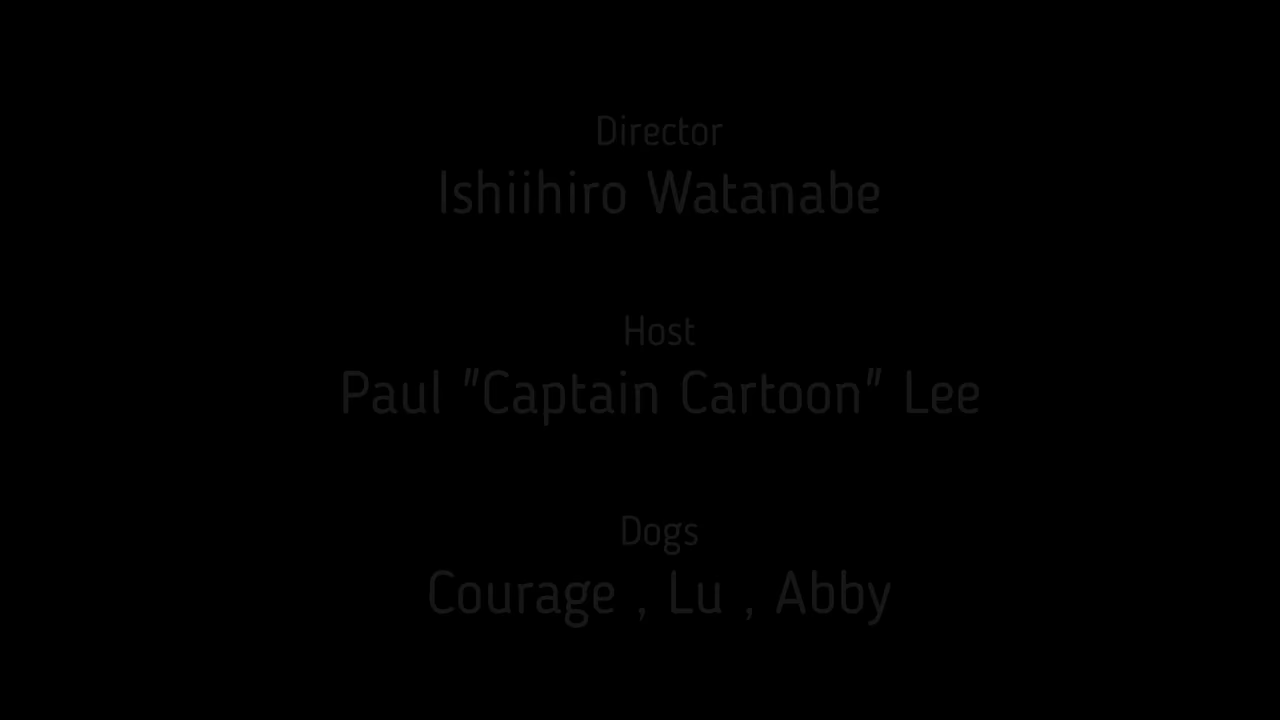 Director
Ishiihiro Watanabe
Host
Paul "Captain Cartoon" Lee
Dogs
Courage , Lu , Abby